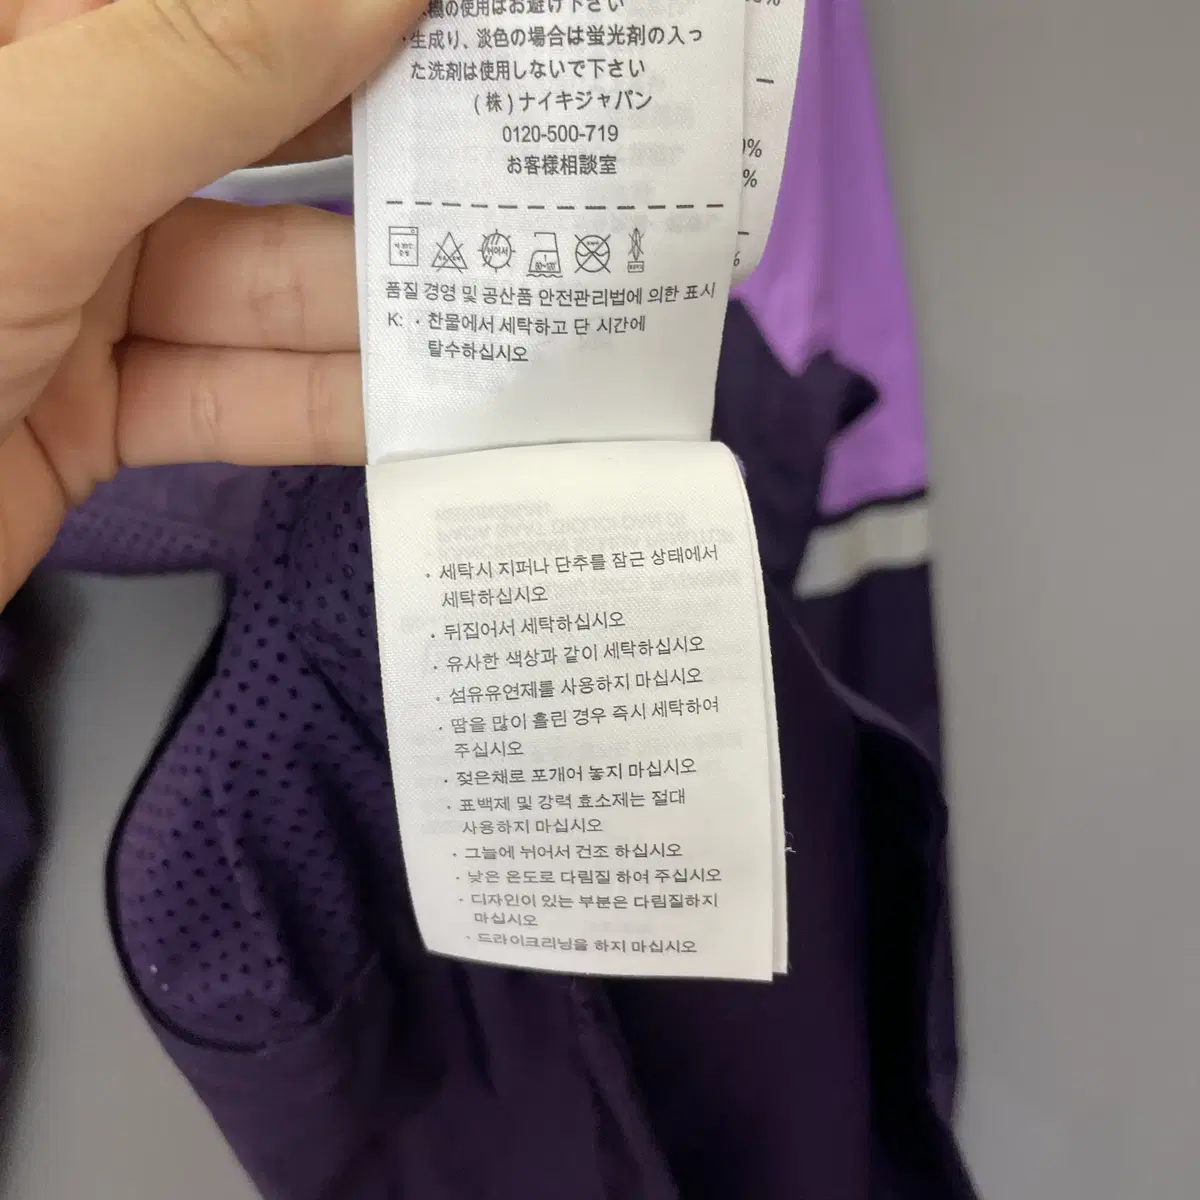 機の使用はお避け下さい
・生成り、淡色の場合は蛍光剤の入っ
た洗剤は使用しないで下さい
(株)ナイキジャパン
0120-500-719
お客様相談室
품질 경영 및 공산품 안전관리법에 의한 표시
K: · 찬물에서 세탁하고 단 시간에
탈수하십시오
· 세탁시 지퍼나 단추를 잠근 상태에서
세탁하십시오
· 뒤집어서 세탁하십시오
· 유사한 색상과 같이 세탁하십시오
· 섬유유연제를 사용하지 마십시오
· 땀을 많이 흘린 경우 즉시 세탁하여
주십시오
· 젖은채로 포개어 놓지 마십시오
· 표백제 및 강력 효소제는 절대
사용하지 마십시오
· 그늘에 뉘어서 건조 하십시오
· 낮은 온도로 다림질 하여 주십시오
· 디자인이 있는 부분은 다림질하지
마십시오
· 드라이크리닝을 하지 마십시오